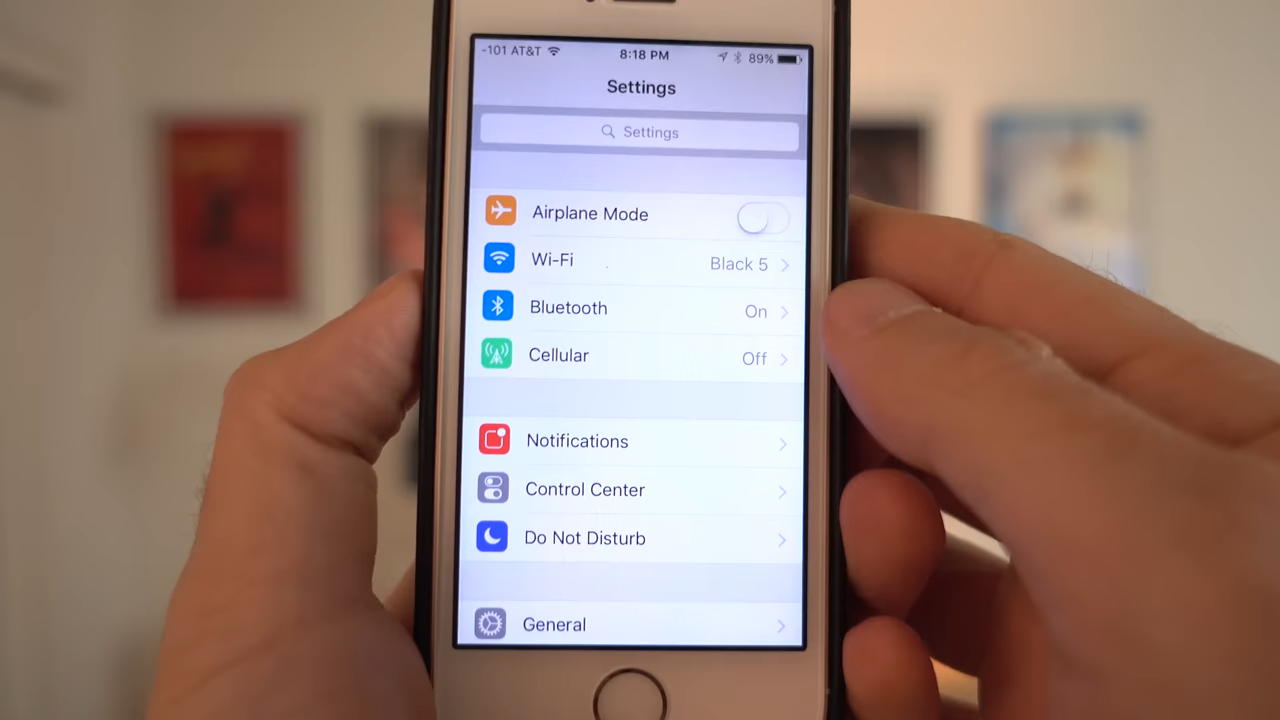 -101 AT&T 8:18 PM 89%
Settings
Settings
Airplane Mode
Wi-Fi Black 5
Bluetooth On
Cellular Off
Notifications
Control Center
Do Not Disturb
General